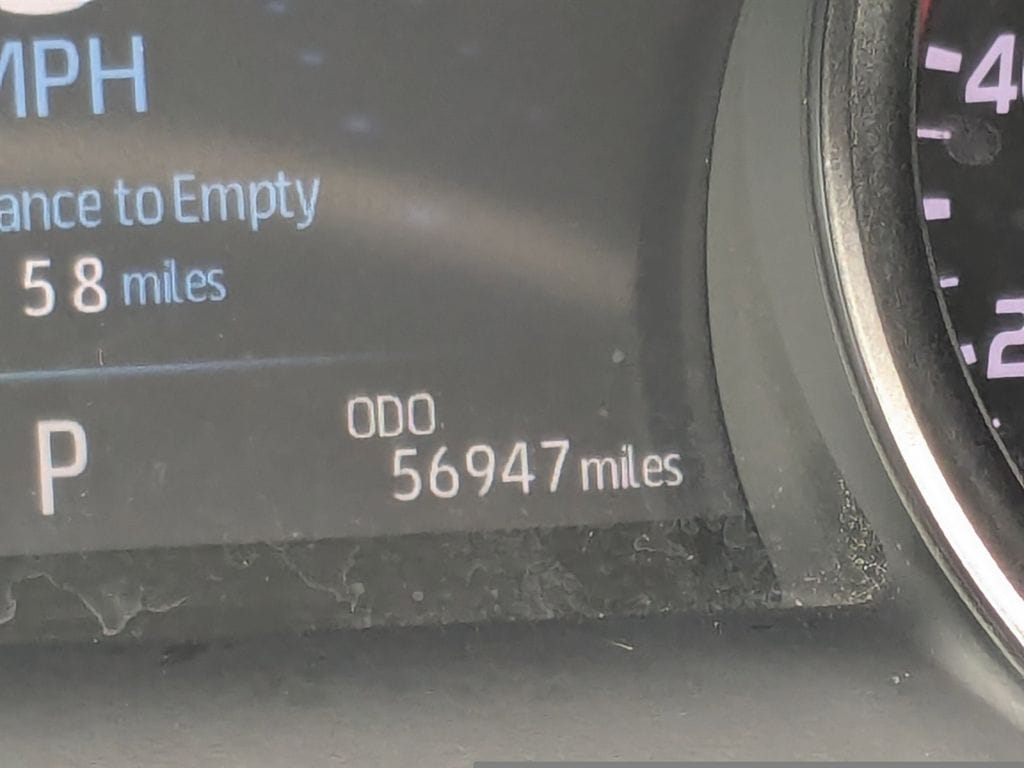 MPH
ance to Empty
58 miles
P
ODO
56947 miles